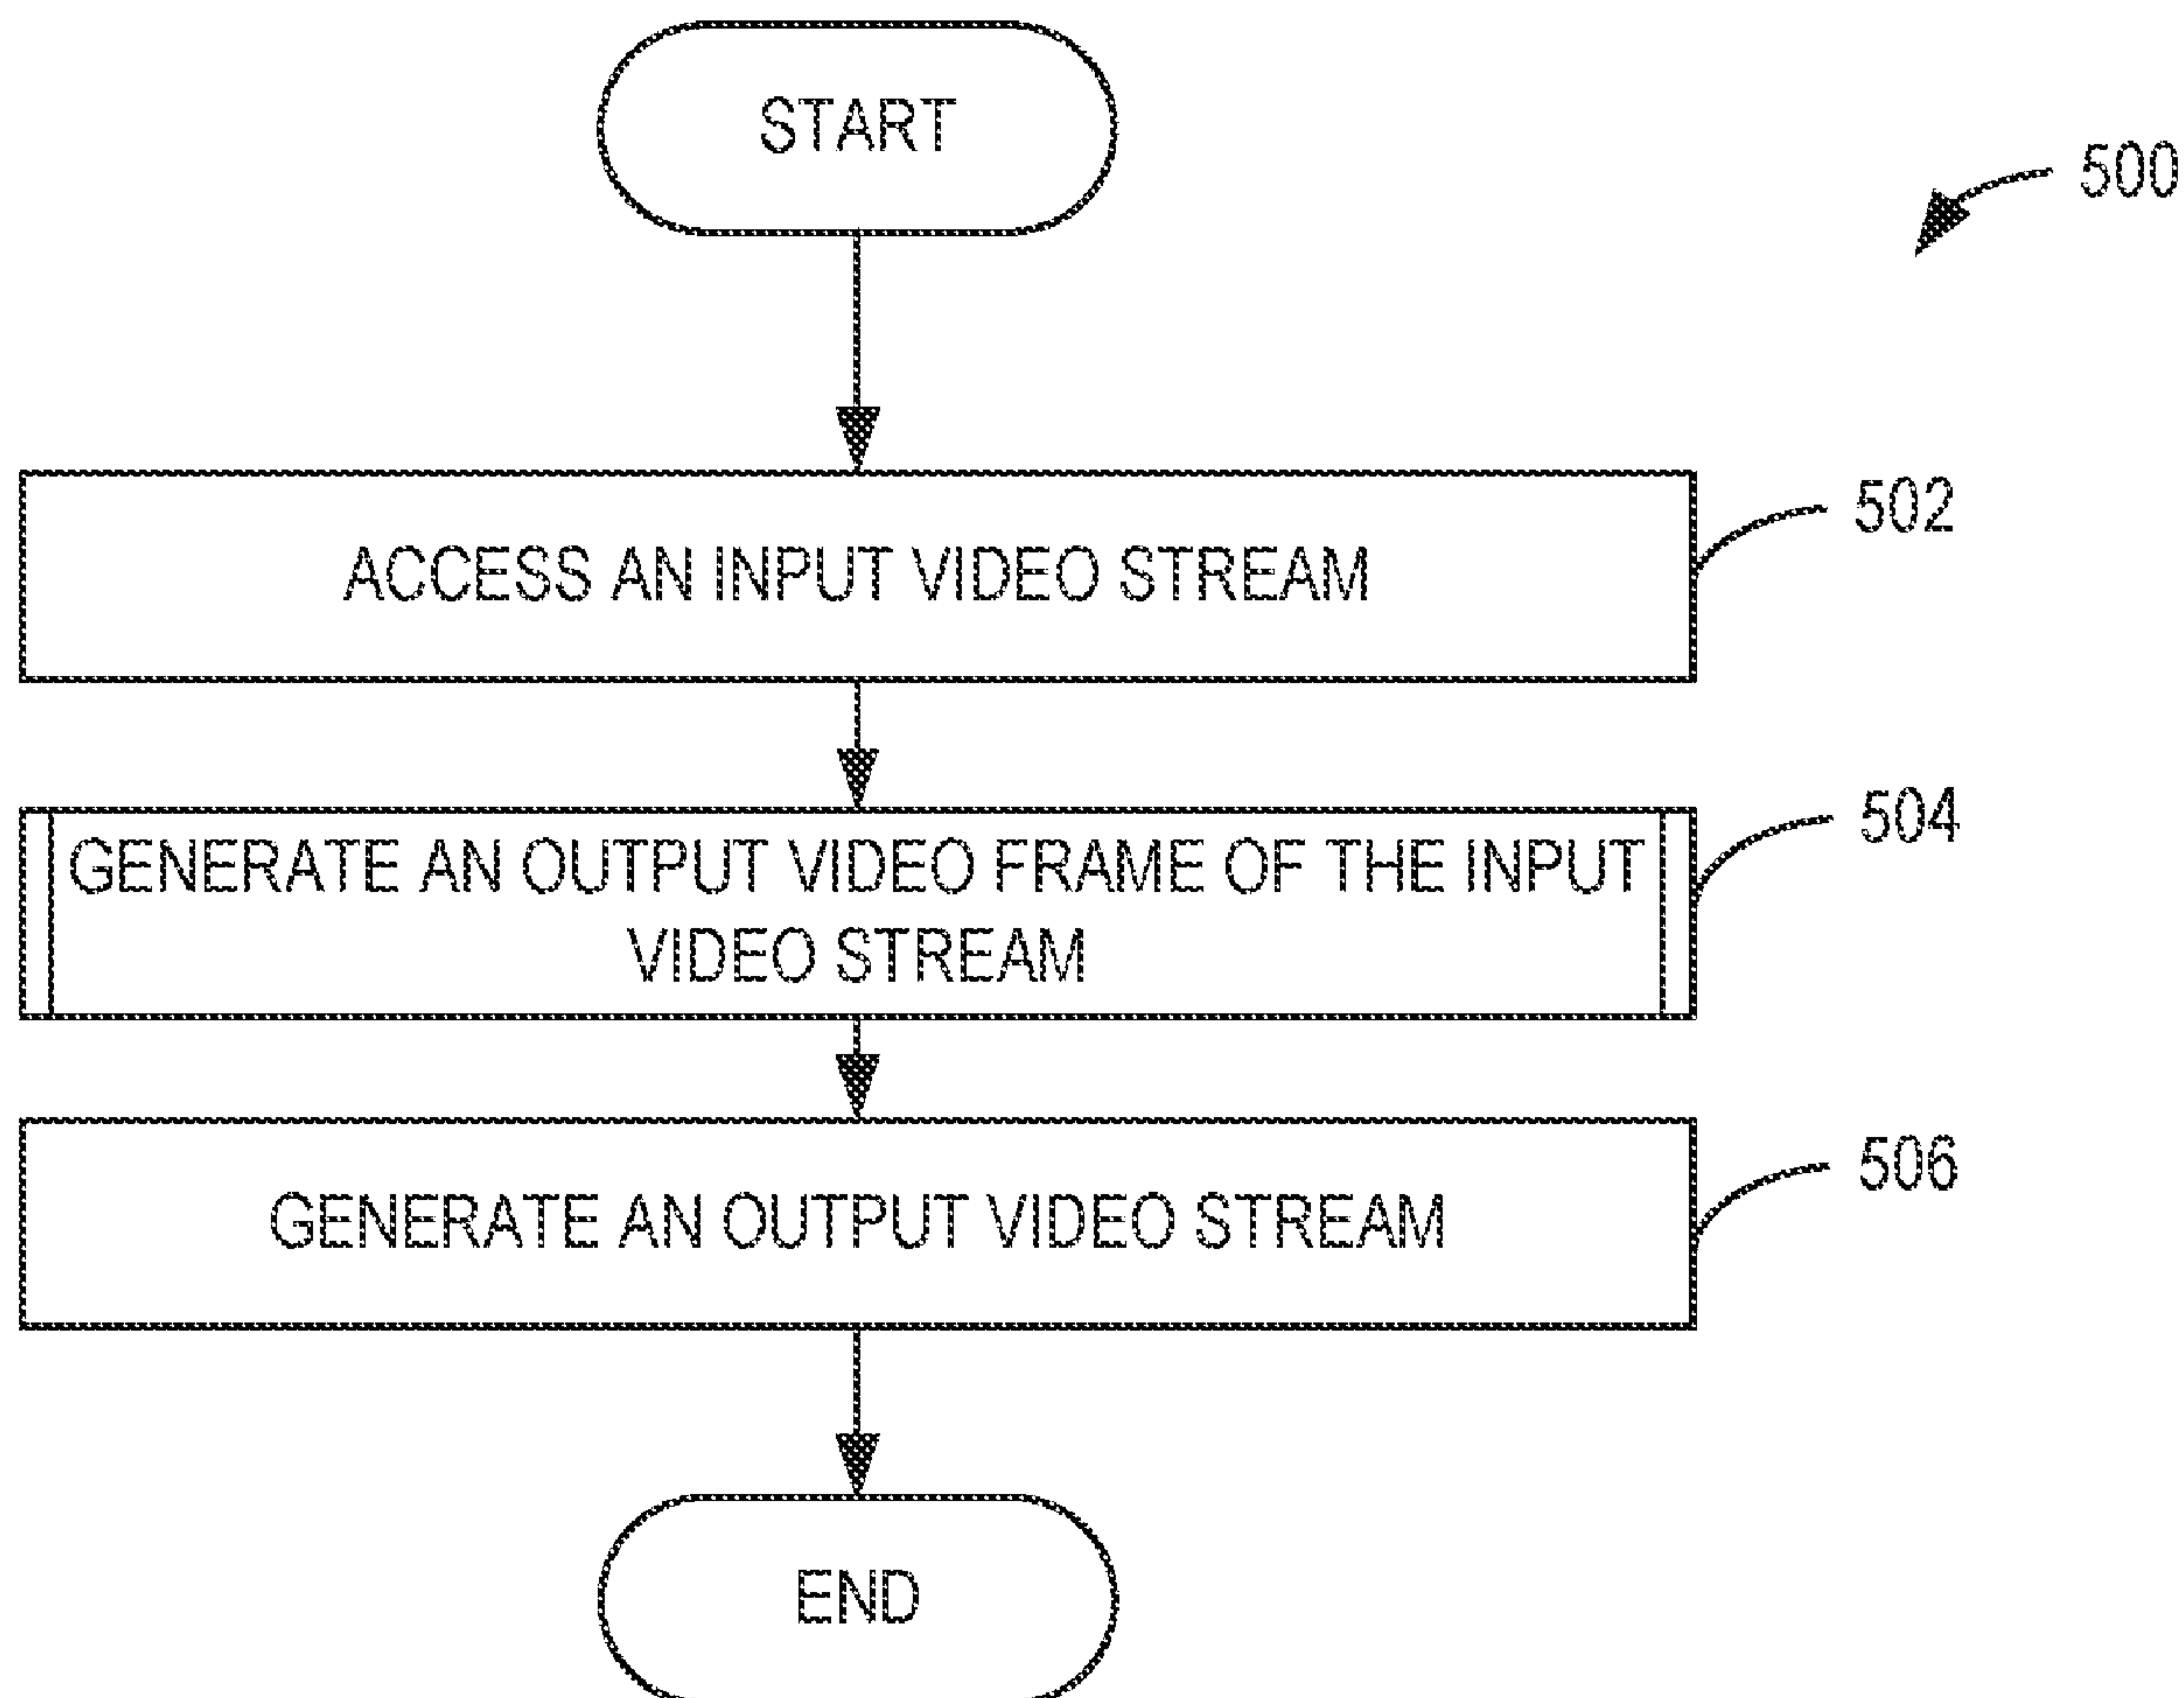 START
500
ACCESS AN INPUT VIDEO STREAM
502
GENERATE AN OUTPUT VIDEO FRAME OF THE INPUT
VIDEO STREAM
504
GENERATE AN OUTPUT VIDEO STREAM
506
END